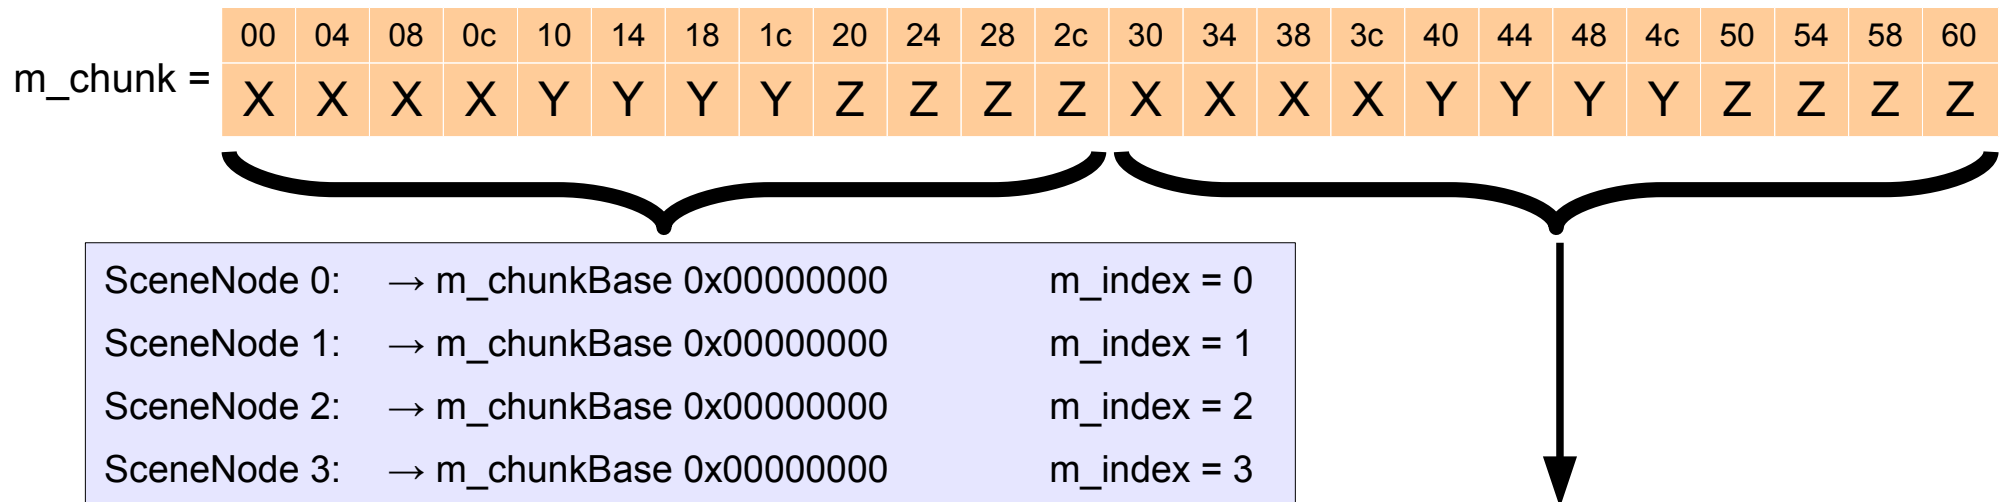 00 04 08 0c 10 14 18 1c 20 24 28 2c 30 34 38 3c 40 44 48 4c 50 54 58 60
m_chunk =
X X X X Y Y Y Y Z Z Z Z X X X X Y Y Y Y Z Z Z Z
SceneNode 0: → m_chunkBase 0x00000000 m_index = 0
SceneNode 1: → m_chunkBase 0x00000000 m_index = 1
SceneNode 2: → m_chunkBase 0x00000000 m_index = 2
SceneNode 3: → m_chunkBase 0x00000000 m_index = 3